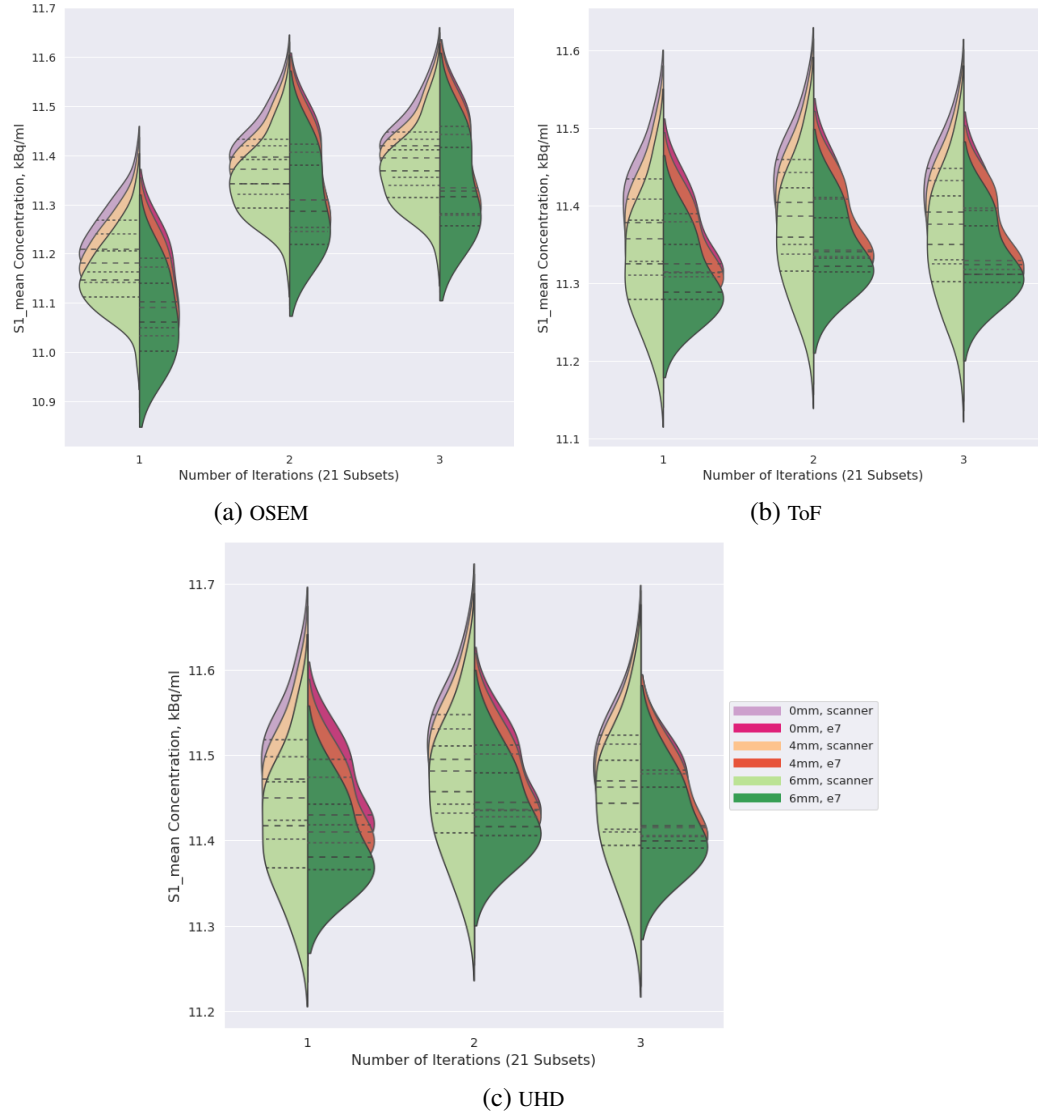 11.7
11.6
11.5
11.4
11.3
11.2
11.1
11.0
10.9
S1_mean Concentration, kBq/ml
1 2 3
Number of Iterations (21 Subsets)
(a) OSEM
11.6
11.5
11.4
11.3
11.2
11.1
S1_mean Concentration, kBq/ml
1 2 3
Number of Iterations (21 Subsets)
(b) ToF
11.7
11.6
11.5
11.4
11.3
11.2
S1_mean Concentration, kBq/ml
1 2 3
Number of Iterations (21 Subsets)
0mm, scanner
0mm, e7
4mm, scanner
4mm, e7
6mm, scanner
6mm, e7
(c) UHD